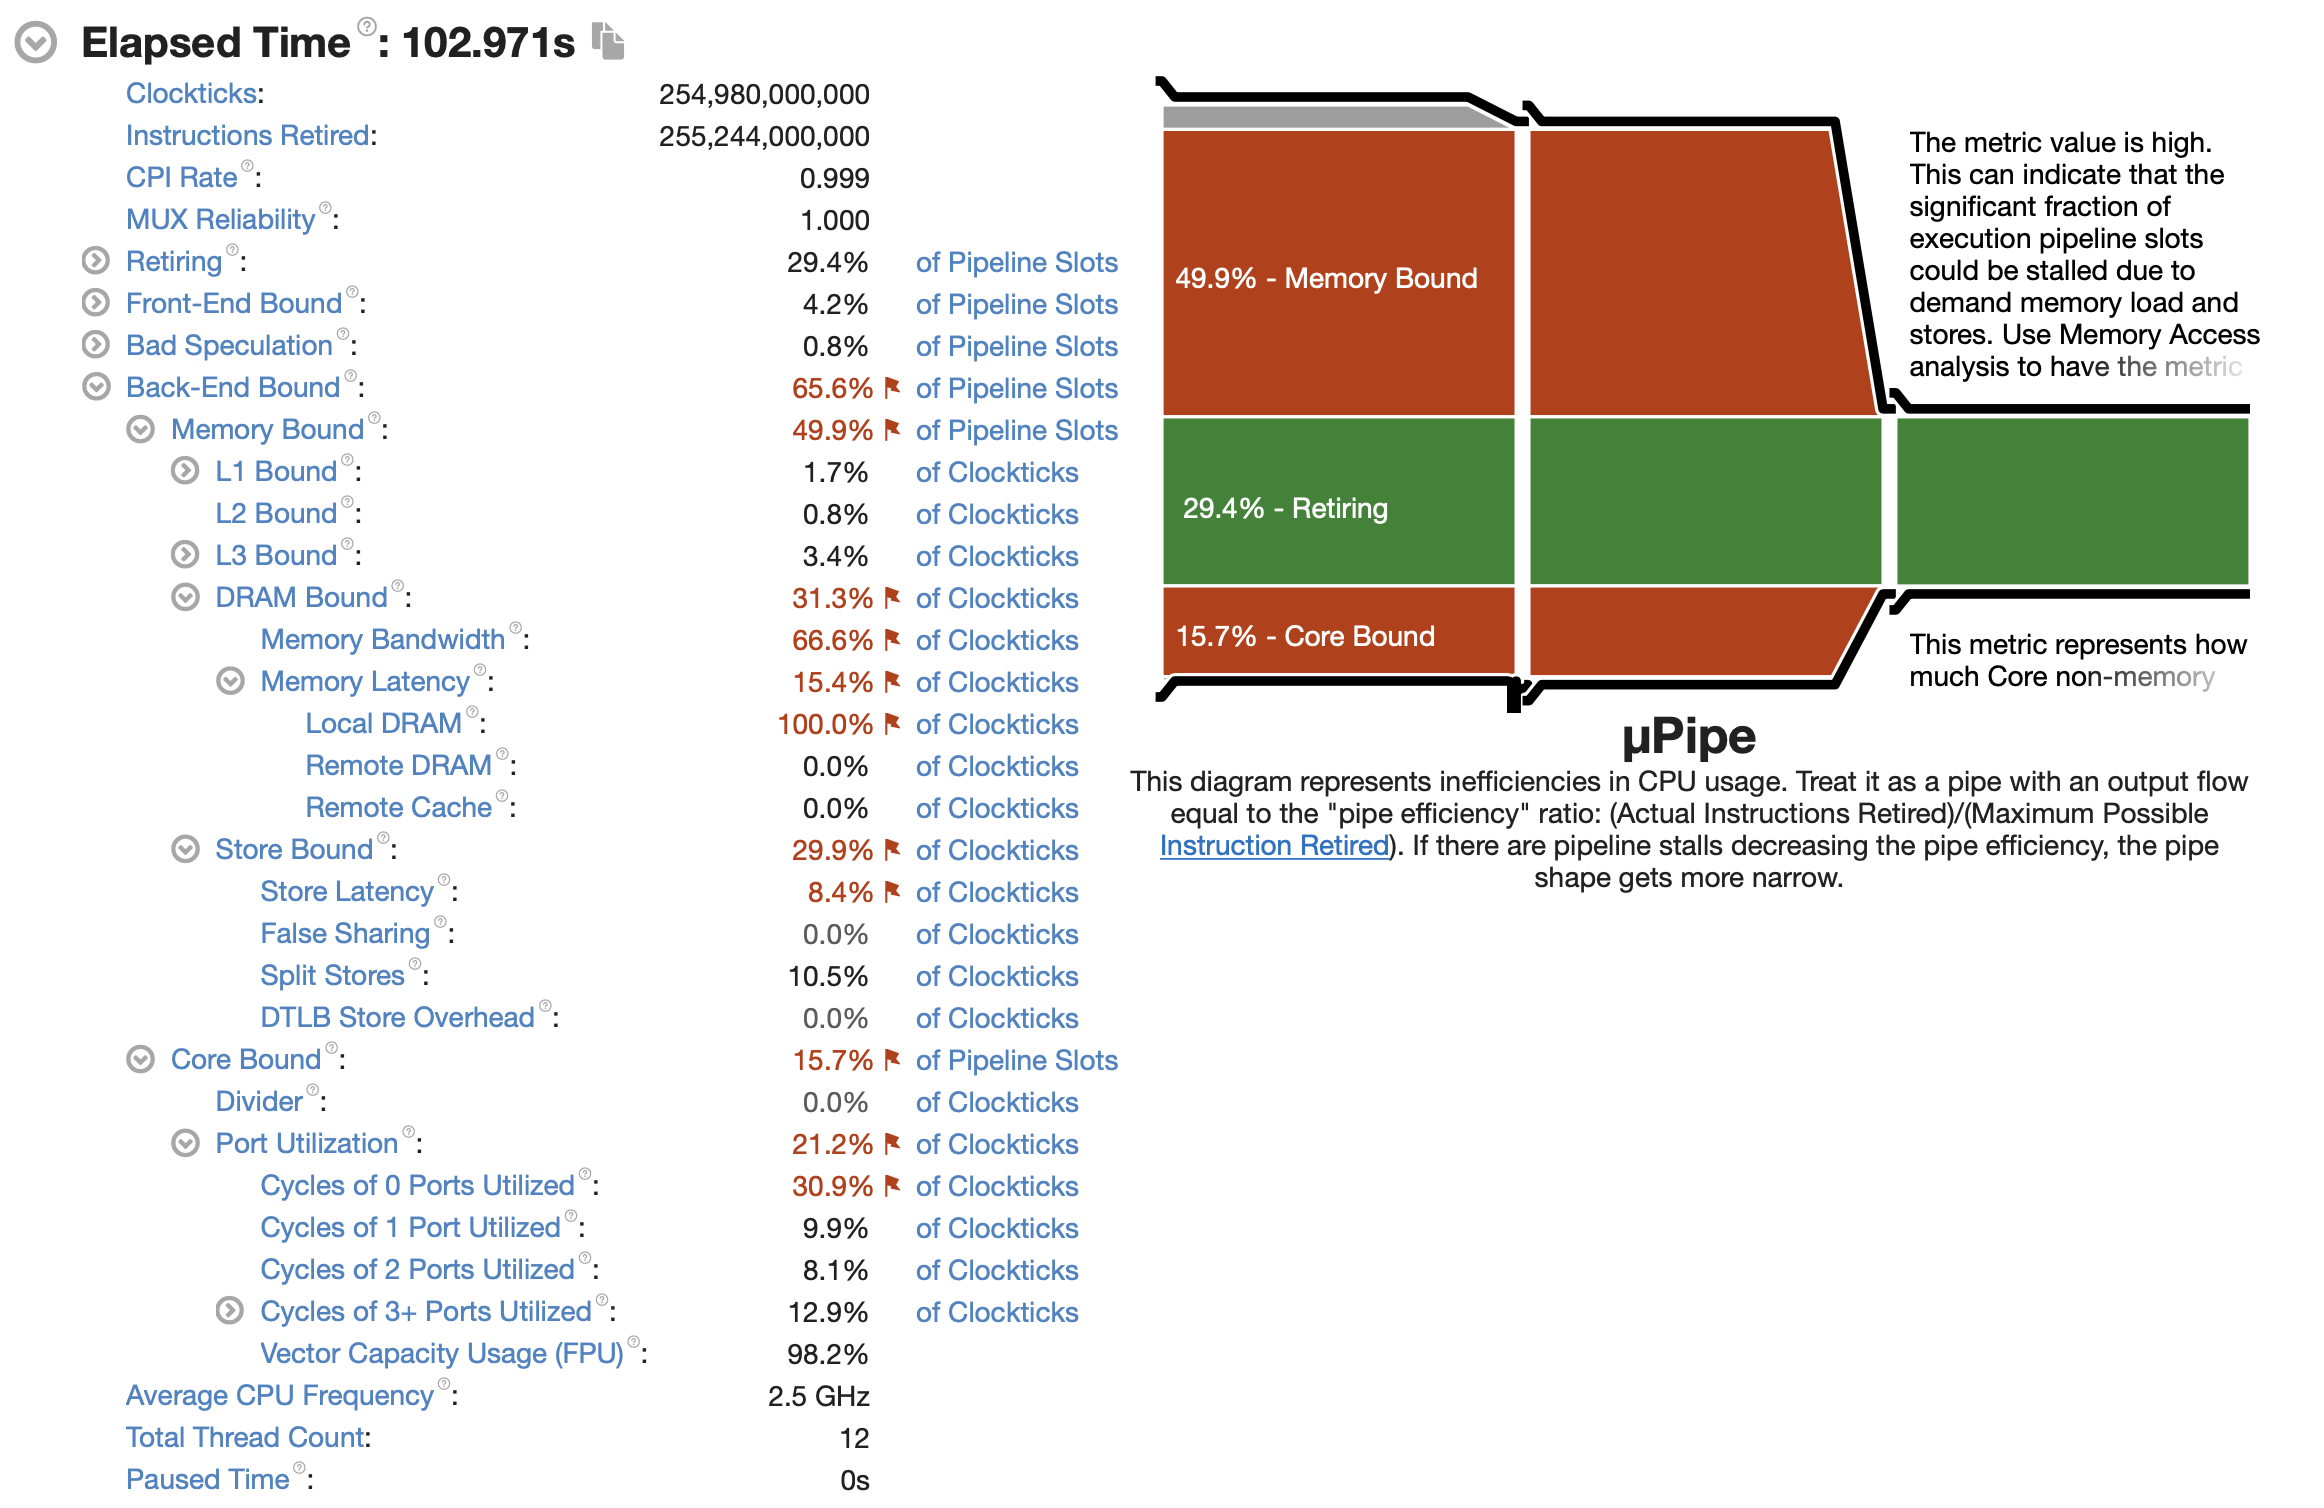 Elapsed Time: 102.971s
Clockticks: 254,980,000,000
Instructions Retired: 255,244,000,000
CPI Rate: 0.999
MUX Reliability: 1.000
Retiring: 29.4% of Pipeline Slots
Front-End Bound: 4.2% of Pipeline Slots
Bad Speculation: 0.8% of Pipeline Slots
Back-End Bound: 65.6% of Pipeline Slots
Memory Bound: 49.9% of Pipeline Slots
L1 Bound: 1.7% of Clockticks
L2 Bound: 0.8% of Clockticks
L3 Bound: 3.4% of Clockticks
DRAM Bound: 31.3% of Clockticks
Memory Bandwidth: 66.6% of Clockticks
Memory Latency: 15.4% of Clockticks
Local DRAM: 100.0% of Clockticks
Remote DRAM: 0.0% of Clockticks
Remote Cache: 0.0% of Clockticks
Store Bound: 29.9% of Clockticks
Store Latency: 8.4% of Clockticks
False Sharing: 0.0% of Clockticks
Split Stores: 10.5% of Clockticks
DTLB Store Overhead: 0.0% of Clockticks
Core Bound: 15.7% of Pipeline Slots
Divider: 0.0% of Clockticks
Port Utilization: 21.2% of Clockticks
Cycles of 0 Ports Utilized: 30.9% of Clockticks
Cycles of 1 Port Utilized: 9.9% of Clockticks
Cycles of 2 Ports Utilized: 8.1% of Clockticks
Cycles of 3+ Ports Utilized: 12.9% of Clockticks
Vector Capacity Usage (FPU): 98.2%
Average CPU Frequency: 2.5 GHz
Total Thread Count: 12
Paused Time: 0s
49.9% - Memory Bound
29.4% - Retiring
15.7% - Core Bound
The metric value is high.
This can indicate that the
significant fraction of
execution pipeline slots
could be stalled due to
demand memory load and
stores. Use Memory Access
analysis to have the metric
This metric represents how
much Core non-memory
µPipe
This diagram represents inefficiencies in CPU usage. Treat it as a pipe with an output flow
equal to the "pipe efficiency" ratio: (Actual Instructions Retired)/(Maximum Possible
Instruction Retired). If there are pipeline stalls decreasing the pipe efficiency, the pipe
shape gets more narrow.